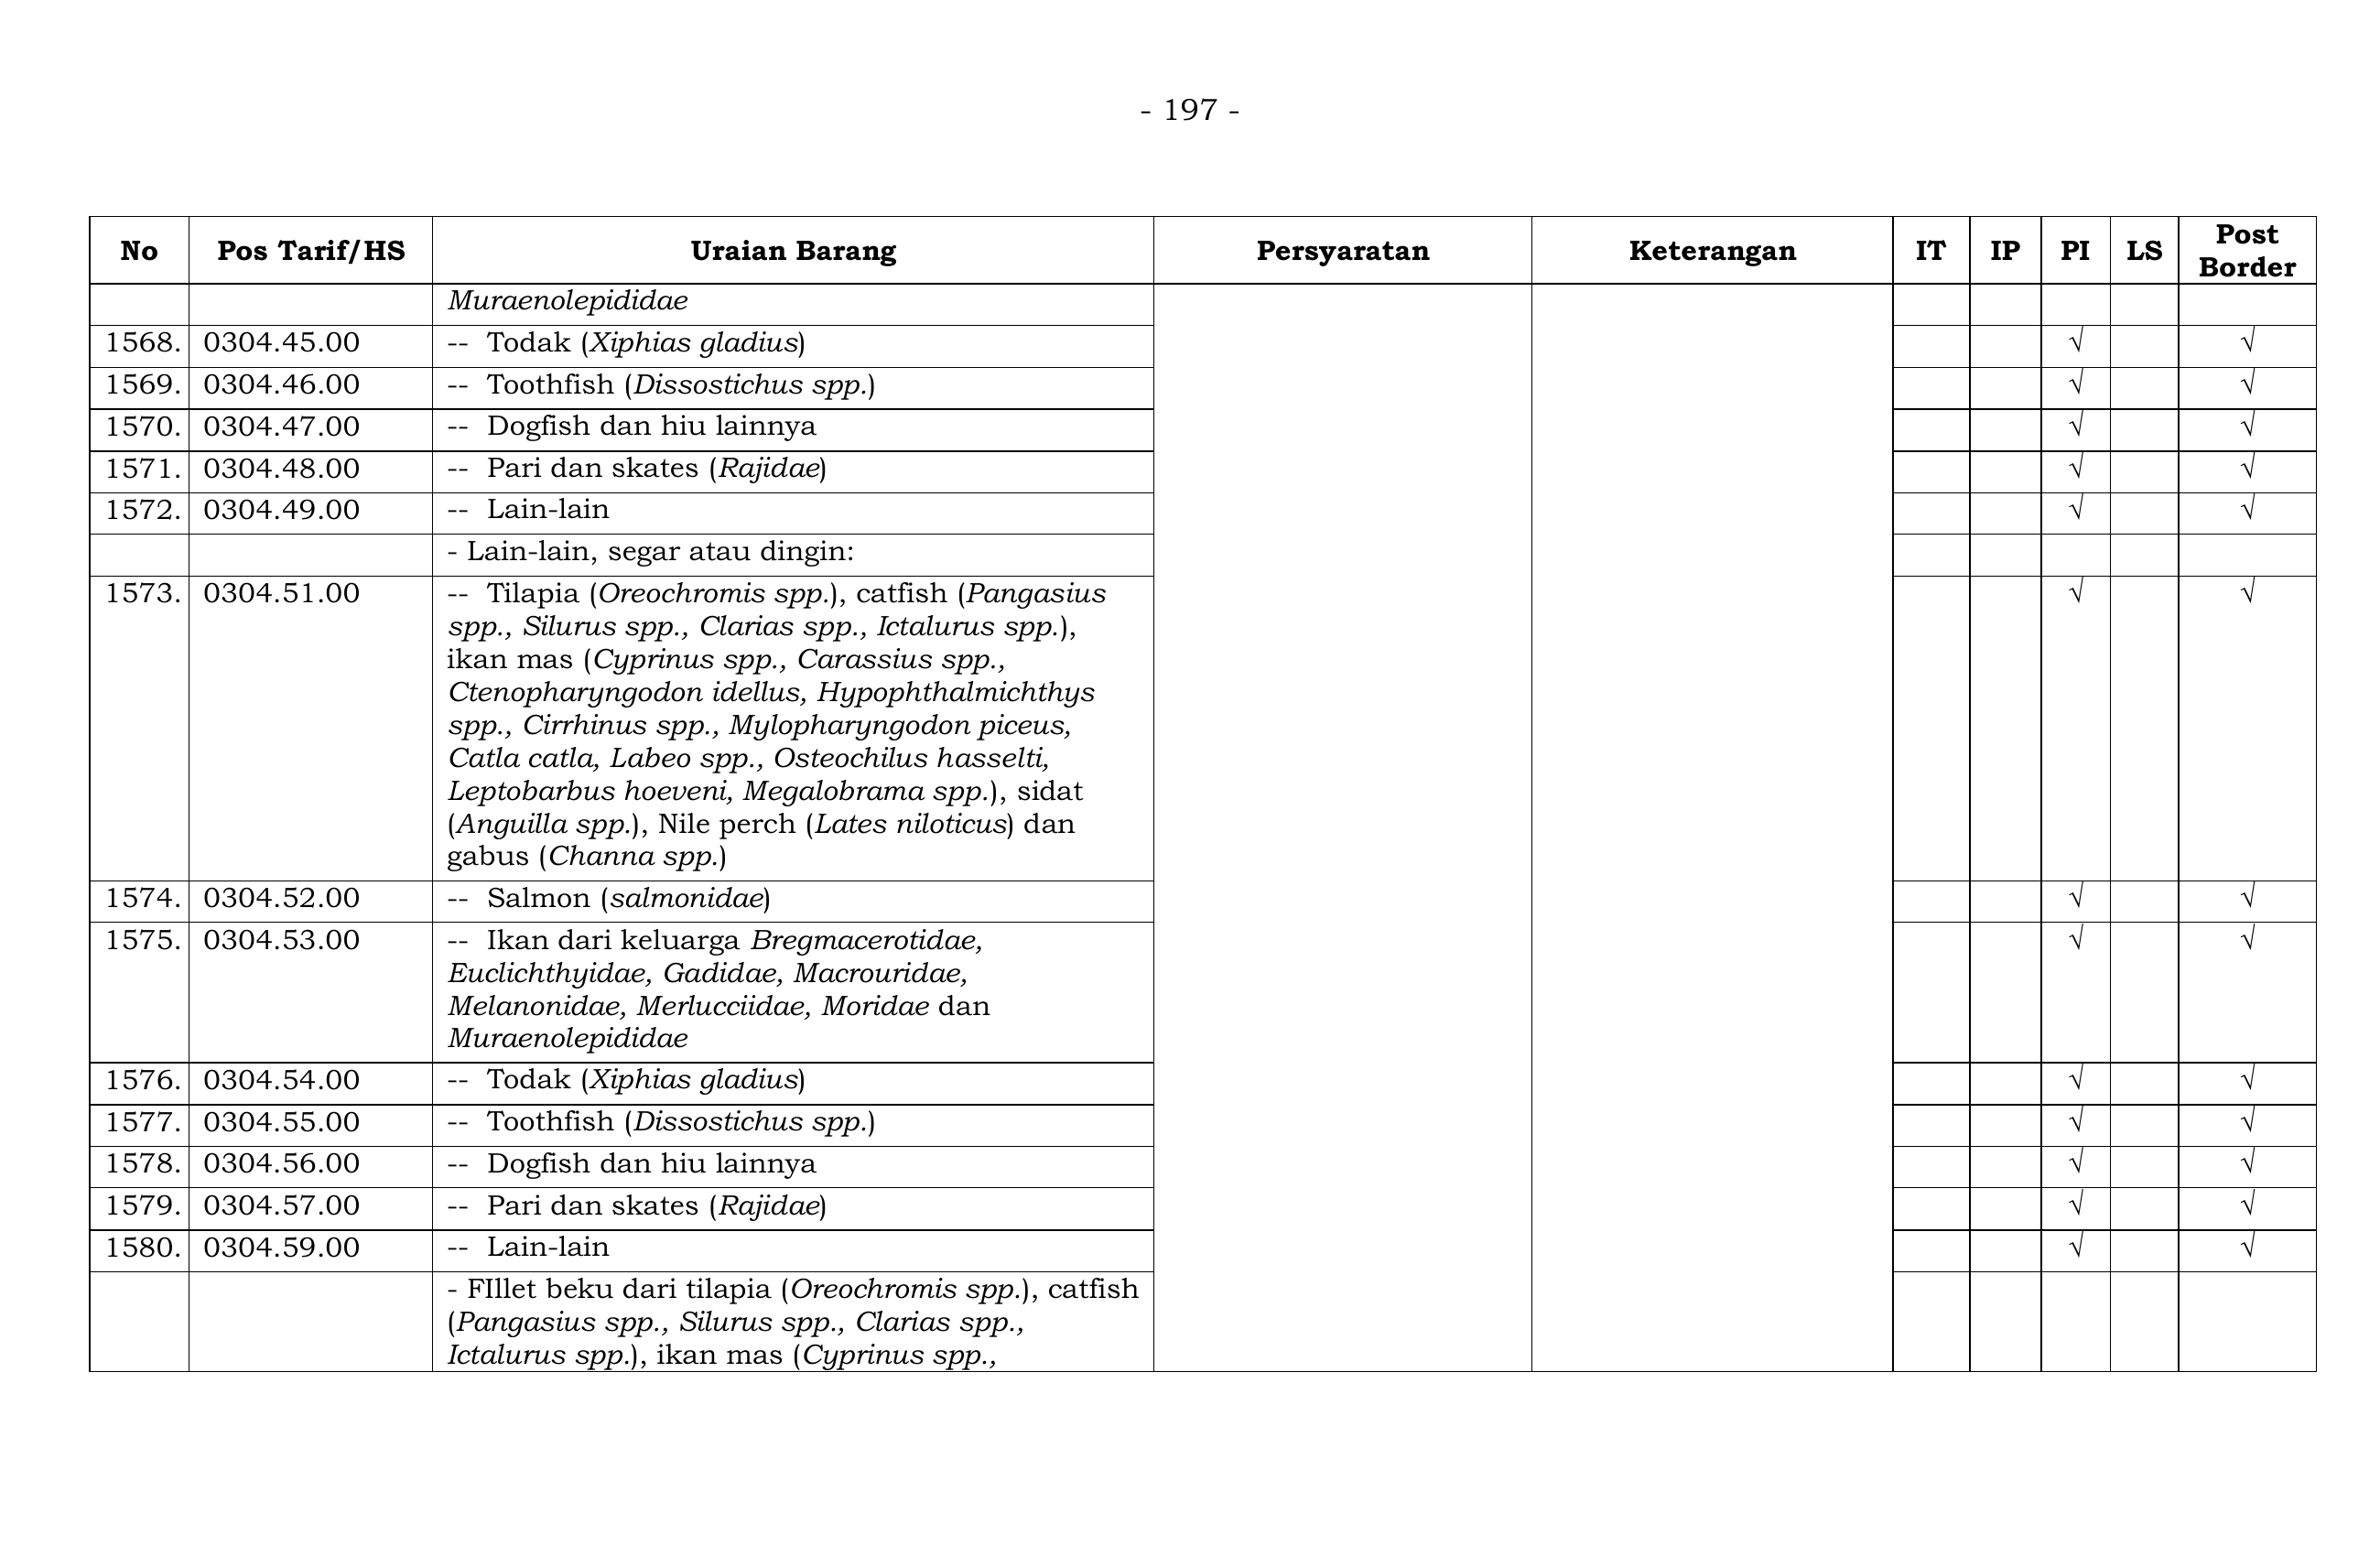 - 197 -
No Pos Tarif/HS Uraian Barang Persyaratan Keterangan IT IP PI LS Post Border
Muraenolepididae
1568. 0304.45.00 -- Todak (Xiphias gladius) √ √
1569. 0304.46.00 -- Toothfish (Dissostichus spp.) √ √
1570. 0304.47.00 -- Dogfish dan hiu lainnya √ √
1571. 0304.48.00 -- Pari dan skates (Rajidae) √ √
1572. 0304.49.00 -- Lain-lain √ √
- Lain-lain, segar atau dingin:
1573. 0304.51.00 -- Tilapia (Oreochromis spp.), catfish (Pangasius √ √
spp., Silurus spp., Clarias spp., Ictalurus spp.),
ikan mas (Cyprinus spp., Carassius spp.,
Ctenopharyngodon idellus, Hypophthalmichthys
spp., Cirrhinus spp., Mylopharyngodon piceus,
Catla catla, Labeo spp., Osteochilus hasselti,
Leptobarbus hoeveni, Megalobrama spp.), sidat
(Anguilla spp.), Nile perch (Lates niloticus) dan
gabus (Channa spp.)
1574. 0304.52.00 -- Salmon (salmonidae) √ √
1575. 0304.53.00 -- Ikan dari keluarga Bregmacerotidae, √ √
Euclichthyidae, Gadidae, Macrouridae,
Melanonidae, Merlucciidae, Moridae dan
Muraenolepididae
1576. 0304.54.00 -- Todak (Xiphias gladius) √ √
1577. 0304.55.00 -- Toothfish (Dissostichus spp.) √ √
1578. 0304.56.00 -- Dogfish dan hiu lainnya √ √
1579. 0304.57.00 -- Pari dan skates (Rajidae) √ √
1580. 0304.59.00 -- Lain-lain √ √
- FIllet beku dari tilapia (Oreochromis spp.), catfish
(Pangasius spp., Silurus spp., Clarias spp.,
Ictalurus spp.), ikan mas (Cyprinus spp.,